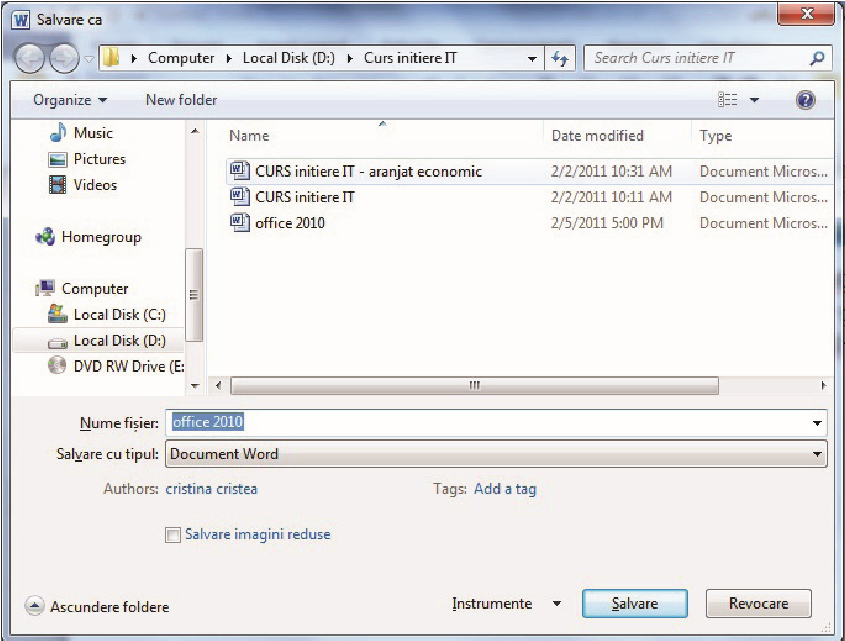 Salvare ca
Computer Local Disk (D:) Curs initiere IT Search Curs initiere IT
Organize New folder
Music
Pictures
Videos
Homegroup
Computer
Local Disk (C:)
Local Disk (D:)
DVD RW Drive (E:
Name Date modified Type
CURS initiere IT - aranjat economic 2/2/2011 10:31 AM Document Micros...
CURS initiere IT 2/2/2011 10:11 AM Document Micros...
office 2010 2/5/2011 5:00 PM Document Micros...
Nume fișier: office 2010
Salvare cu tipul: Document Word
Authors: cristina cristea Tags: Add a tag
Salvare imagini reduse
Ascundere foldere Instrumente Salvare Revocare